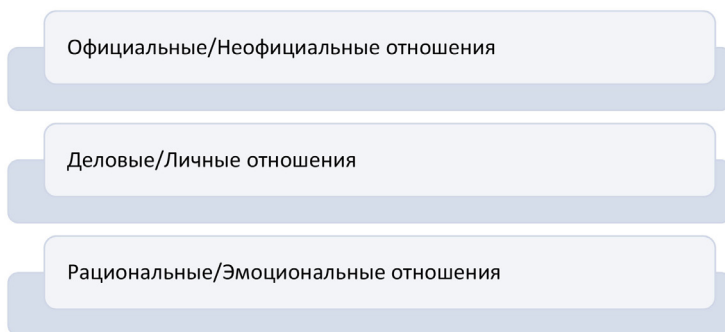 Официальные/Неофициальные отношения
Деловые/Личные отношения
Рациональные/Эмоциональные отношения